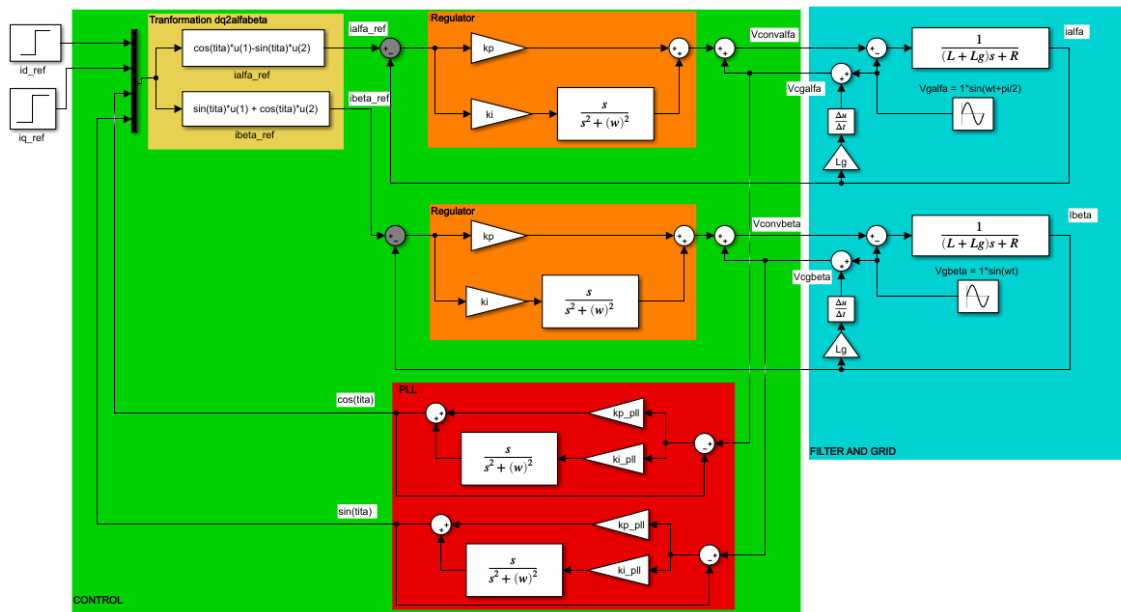 Tranformation dq2alfabeta
id_ref
iq_ref
cos(tita)*u(1)-sin(tita)*u(2)
ialfa_ref
sin(tita)*u(1) + cos(tita)*u(2)
ibeta_ref
ialfa_ref
ibeta_ref
Regulator
kp
ki
s
s² + (w)²
Vconvalfa
Vcgalfa
1
(L + Lg)s + R
ialfa
Vgalfa = 1*sin(wt+pi/2)
Δu
Δt
Lg
Regulator
kp
ki
s
s² + (w)²
Vconvbeta
Vcgbeta
1
(L + Lg)s + R
Ibeta
Vgbeta = 1*sin(wt)
Δu
Δt
Lg
FILTER AND GRID
PLL
cos(tita)
kp_pll
ki_pll
s
s² + (w)²
sin(tita)
kp_pll
ki_pll
s
s² + (w)²
CONTROL